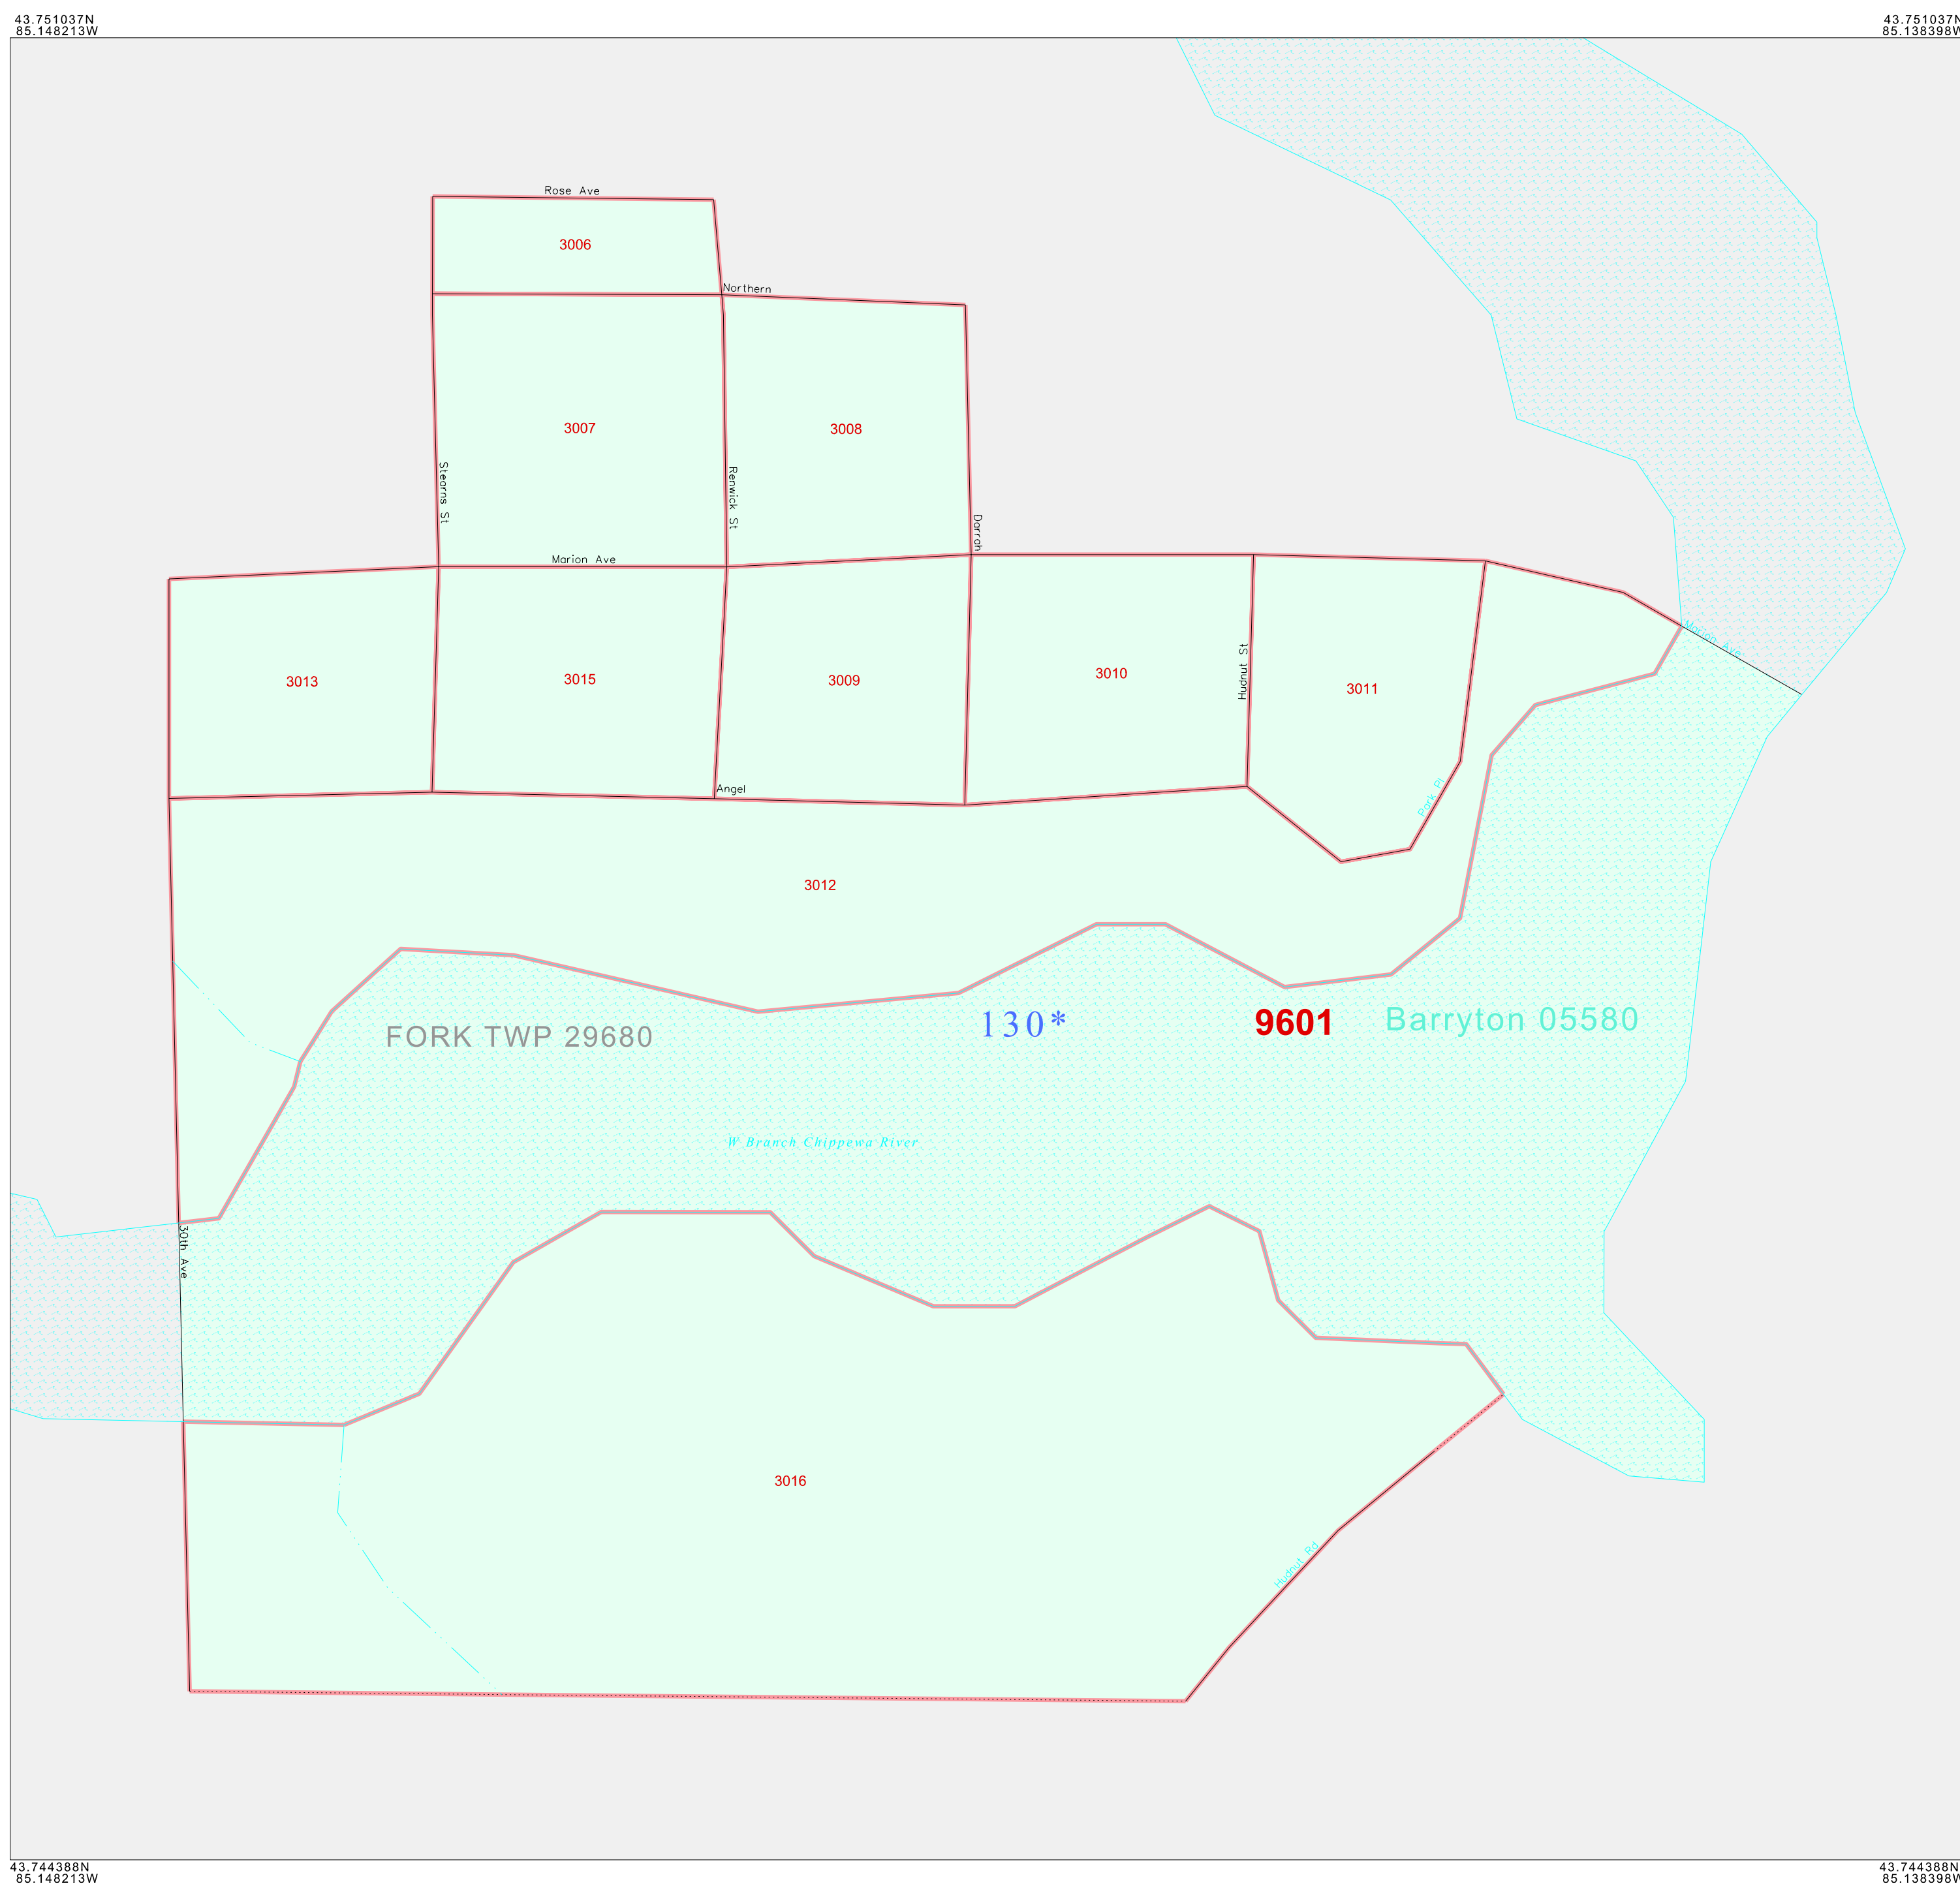 43.751037N
85.148213W
43.751037N
85.138398W
Rose Ave
3006
Northern
3007
3008
Stearns St
Renwick St
Darrah
Marion Ave
Marion Ave
3013
3015
3009
3010
Hudnut St
3011
Angel
Park Pl
3012
FORK TWP 29680
130*
9601
Barryton 05580
W Branch Chippewa River
30th Ave
3016
Hudnut Rd
43.744388N
85.148213W
43.744388N
85.138398W